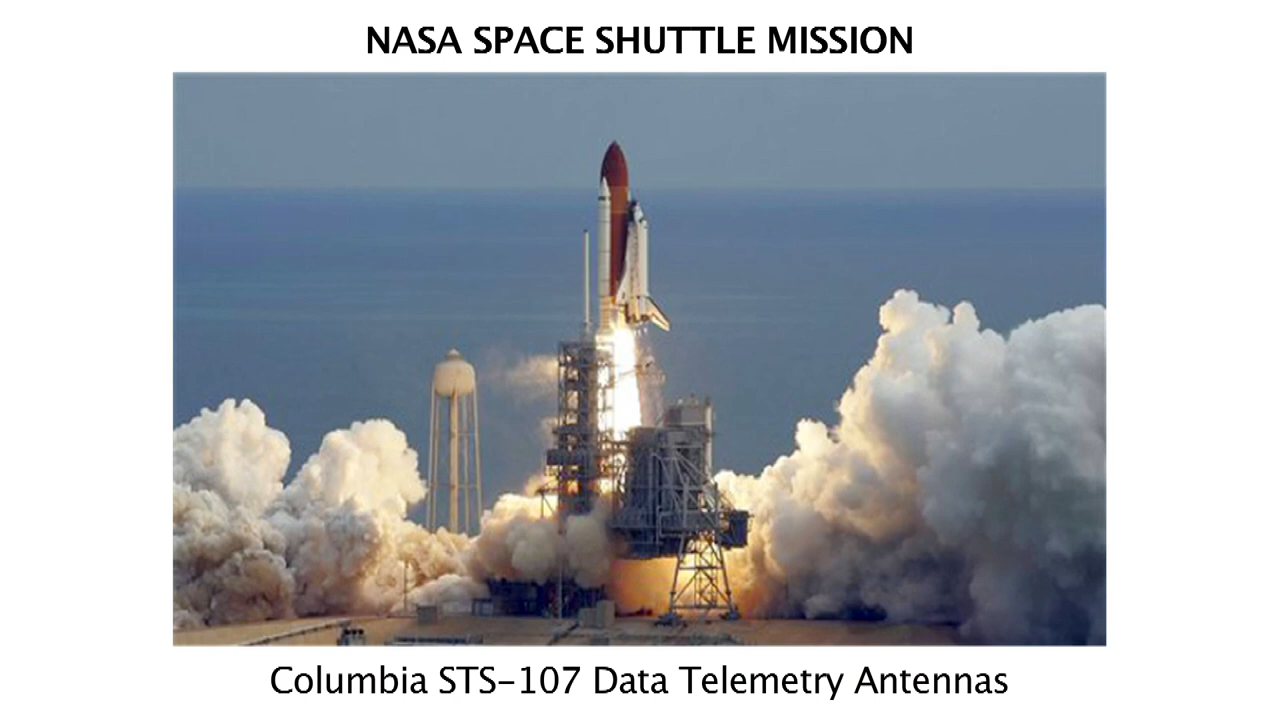 NASA SPACE SHUTTLE MISSION
Columbia STS-107 Data Telemetry Antennas